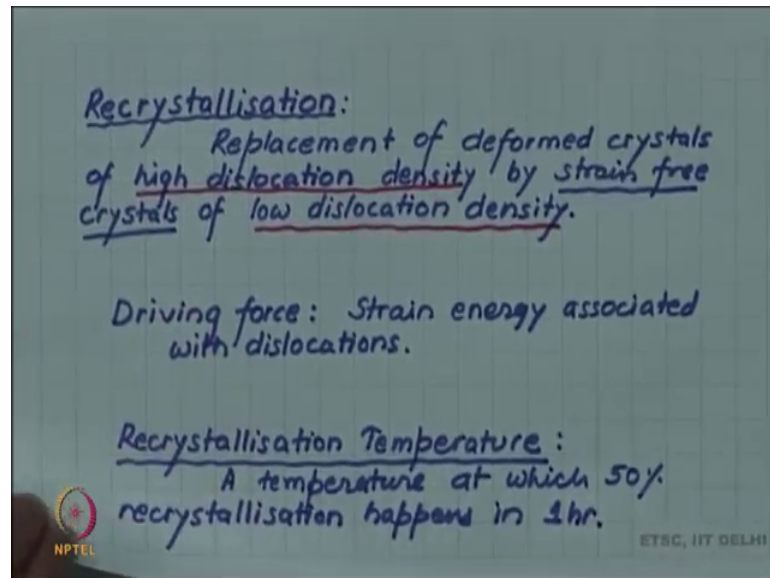 Recrystallisation:
Replacement of deformed crystals
of high dislocation density by strain free
crystals of low dislocation density.
Driving force: Strain energy associated
with dislocations.
Recrystallisation Temperature:
A temperature at which 50%
recrystallisation happens in 1hr.
NPTEL
ETSC, IIT DELHI